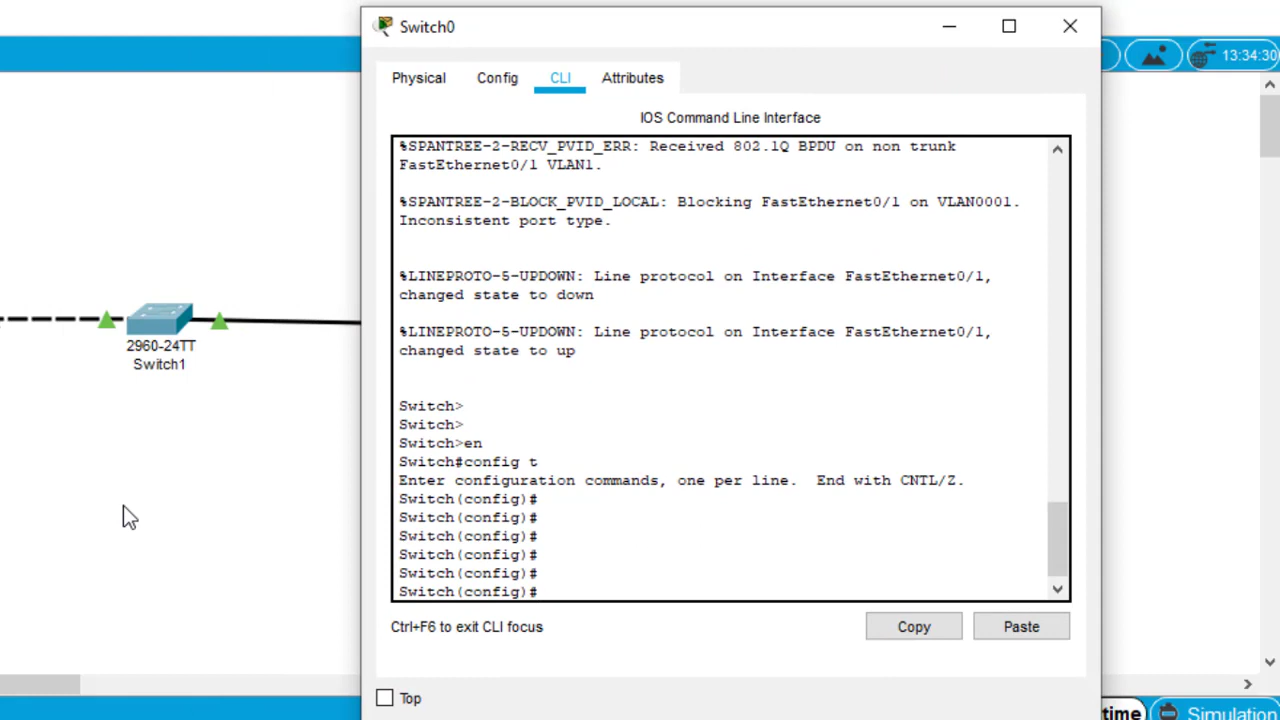 Switch0
13:34:30
Physical
Config
CLI
Attributes
IOS Command Line Interface
%SPANTREE-2-RECV_PVID_ERR: Received 802.1Q BPDU on non trunk
FastEthernet0/1 VLAN1.
%SPANTREE-2-BLOCK_PVID_LOCAL: Blocking FastEthernet0/1 on VLAN0001.
Inconsistent port type.
%LINEPROTO-5-UPDOWN: Line protocol on Interface FastEthernet0/1,
changed state to down
%LINEPROTO-5-UPDOWN: Line protocol on Interface FastEthernet0/1,
changed state to up
Switch>
Switch>
Switch>en
Switch#config t
Enter configuration commands, one per line.  End with CNTL/Z.
Switch(config)#
Switch(config)#
Switch(config)#
Switch(config)#
Switch(config)#
Switch(config)#
2960-24TT
Switch1
Ctrl+F6 to exit CLI focus
Copy
Paste
Top
time
Simulation